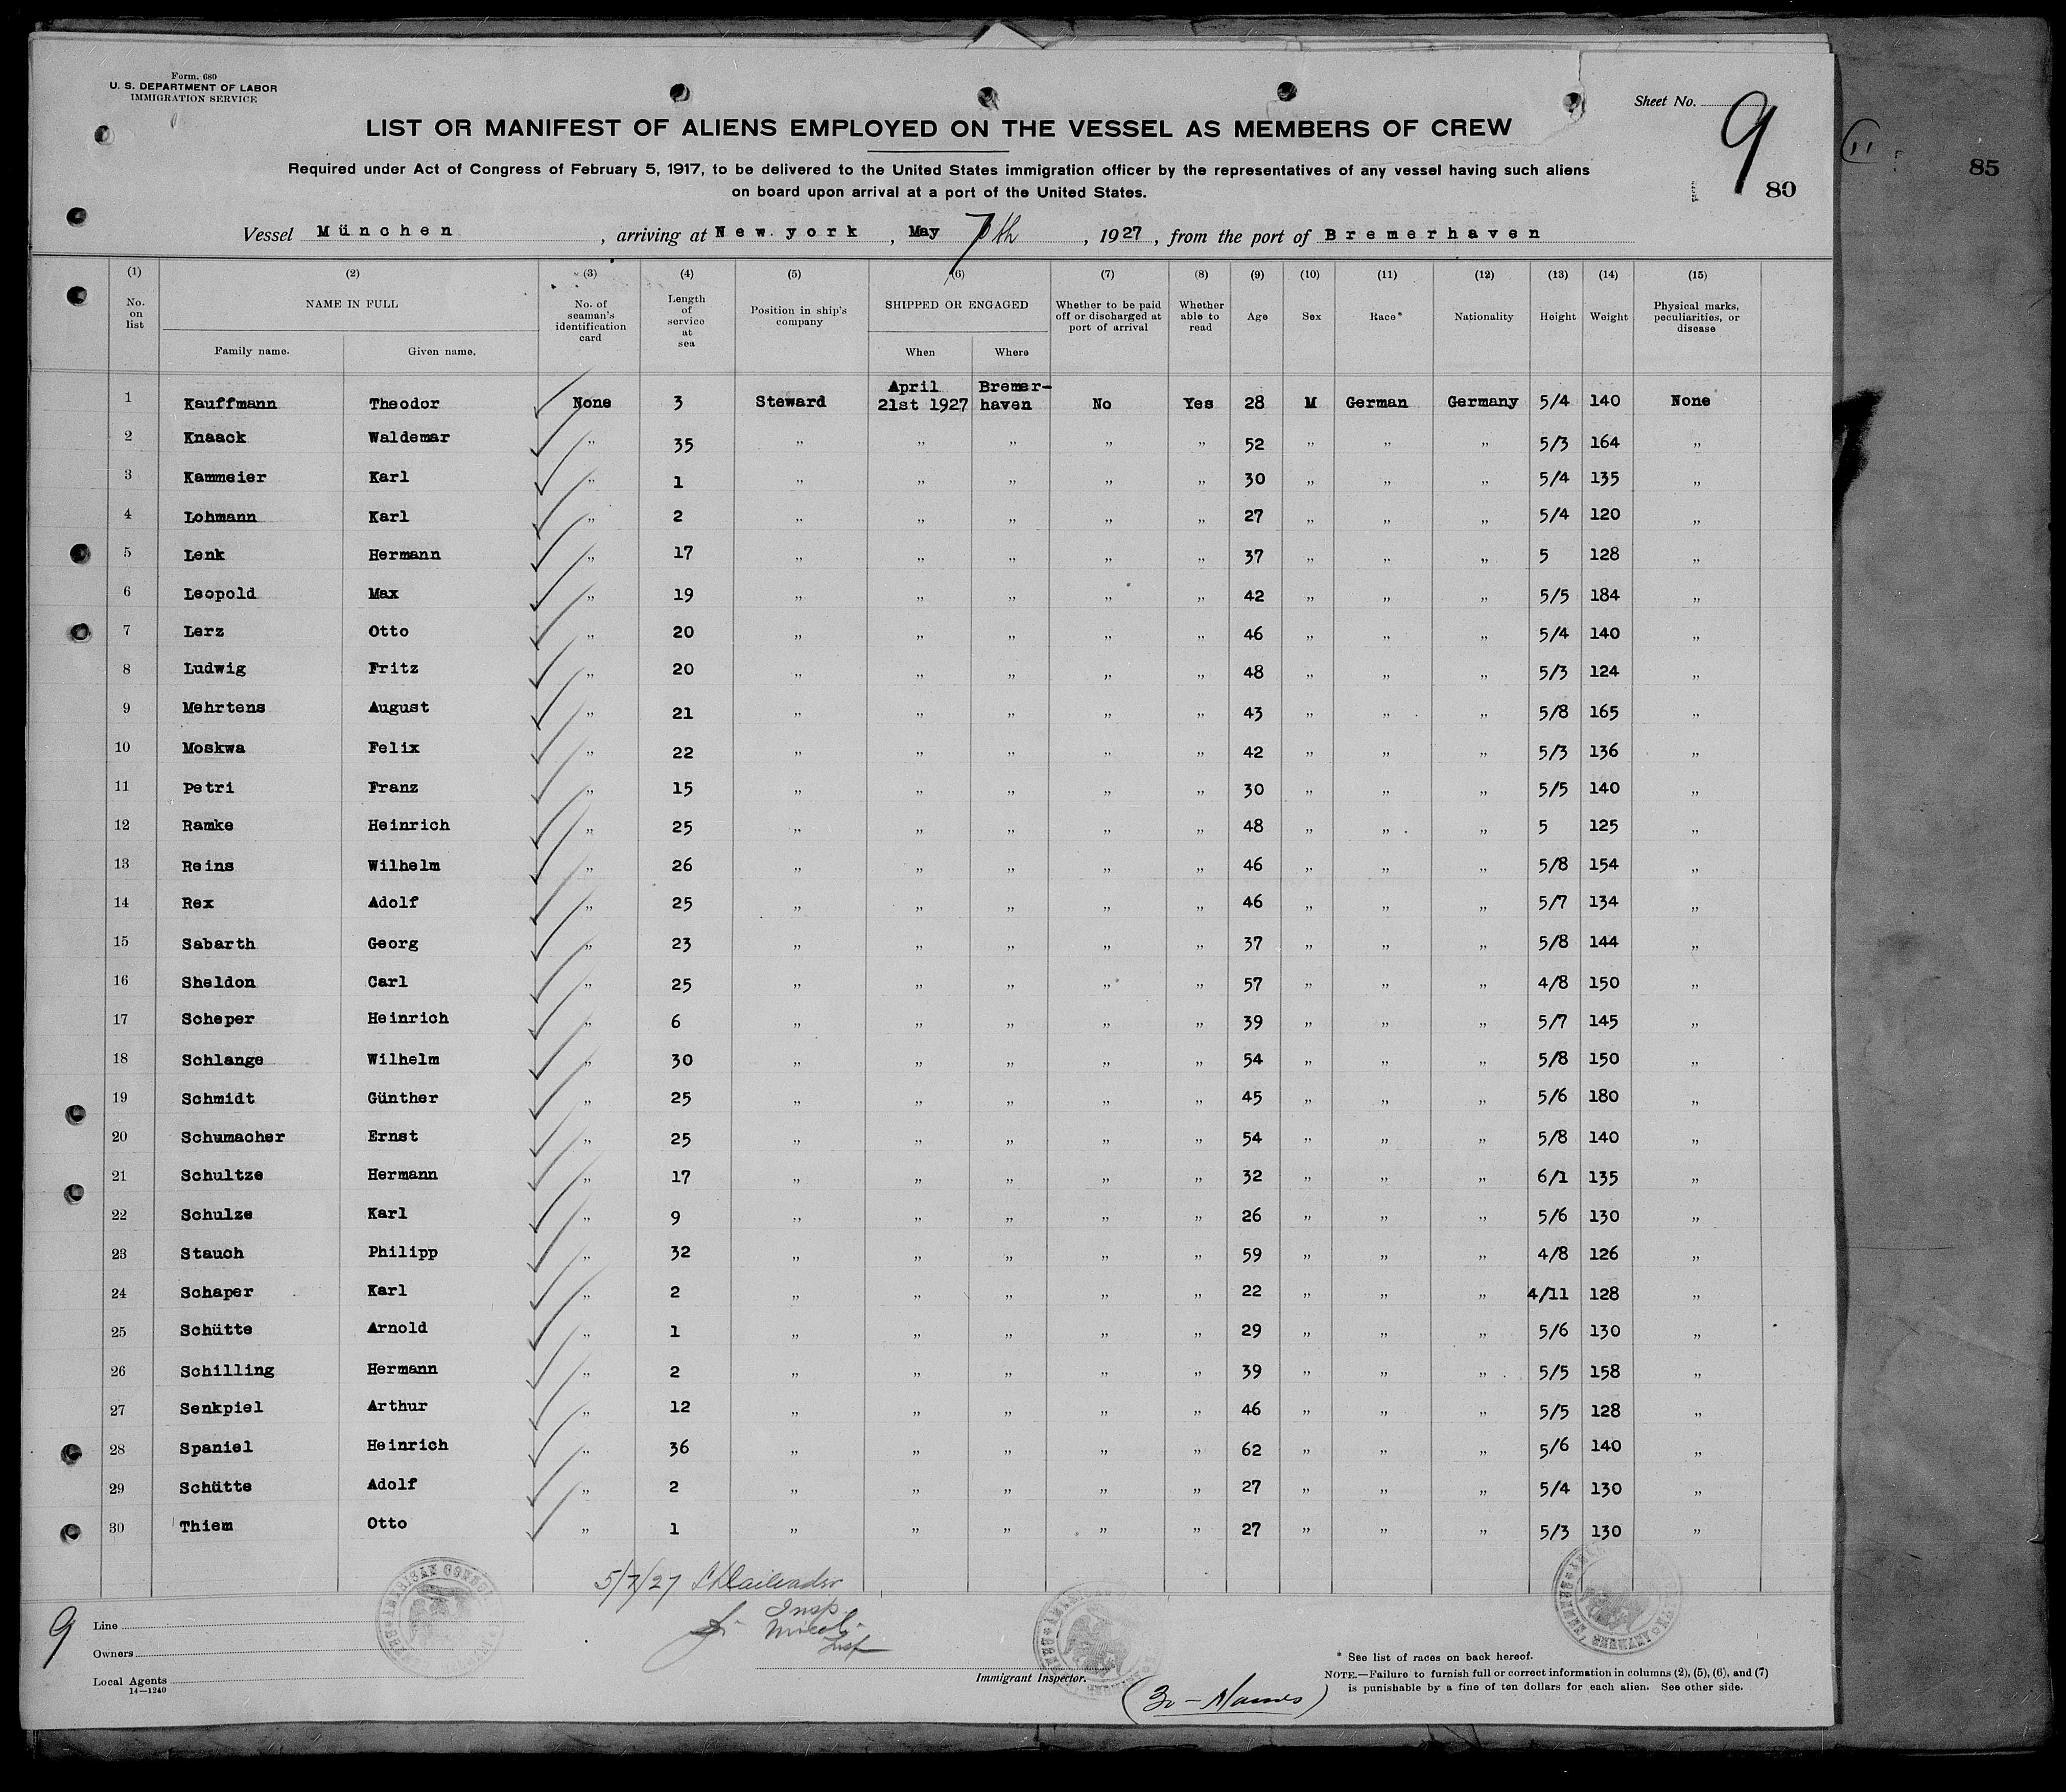 Form. 680
U. S. DEPARTMENT OF LABOR
IMMIGRATION SERVICE
Sheet No. 9
80
85
LIST OR MANIFEST OF ALIENS EMPLOYED ON THE VESSEL AS MEMBERS OF CREW
Required under Act of Congress of February 5, 1917, to be delivered to the United States immigration officer by the representatives of any vessel having such aliens
on board upon arrival at a port of the United States.
Vessel München, arriving at New york, May 7th, 1927, from the port of Bremerhaven
(1) (2) (3) (4) (5) (6) (7) (8) (9) (10) (11) (12) (13) (14) (15)
No. on list NAME IN FULL Family name. Given name. No. of seaman's identification card Length of service at sea Position in ship's company SHIPPED OR ENGAGED When Where Whether to be paid off or discharged at port of arrival Whether able to read Age Sex Race* Nationality Height Weight Physical marks, peculiarities, or disease
1 Kauffmann Theodor None 3 Steward April 21st 1927 Bremer-haven No Yes 28 M German Germany 5/4 140 None
2 Knaack Waldemar „ 35 „ „ „ „ „ 52 „ „ „ 5/3 164 „
3 Kammeier Karl „ 1 „ „ „ „ „ 30 „ „ „ 5/4 135 „
4 Lohmann Karl „ 2 „ „ „ „ „ 27 „ „ „ 5/4 120 „
5 Lenk Hermann „ 17 „ „ „ „ „ 37 „ „ „ 5 128 „
6 Leopold Max „ 19 „ „ „ „ „ 42 „ „ „ 5/5 184 „
7 Lerz Otto „ 20 „ „ „ „ „ 46 „ „ „ 5/4 140 „
8 Ludwig Fritz „ 20 „ „ „ „ „ 48 „ „ „ 5/3 124 „
9 Mehrtens August „ 21 „ „ „ „ „ 43 „ „ „ 5/8 165 „
10 Moskwa Felix „ 22 „ „ „ „ „ 42 „ „ „ 5/3 136 „
11 Petri Franz „ 15 „ „ „ „ „ 30 „ „ „ 5/5 140 „
12 Ramke Heinrich „ 25 „ „ „ „ „ 48 „ „ „ 5 125 „
13 Reins Wilhelm „ 26 „ „ „ „ „ 46 „ „ „ 5/8 154 „
14 Rex Adolf „ 25 „ „ „ „ „ 46 „ „ „ 5/7 134 „
15 Sabarth Georg „ 23 „ „ „ „ „ 37 „ „ „ 5/8 144 „
16 Sheldon Carl „ 25 „ „ „ „ „ 57 „ „ „ 4/8 150 „
17 Scheper Heinrich „ 6 „ „ „ „ „ 39 „ „ „ 5/7 145 „
18 Schlange Wilhelm „ 30 „ „ „ „ „ 54 „ „ „ 5/8 150 „
19 Schmidt Günther „ 25 „ „ „ „ „ 45 „ „ „ 5/6 180 „
20 Schumacher Ernst „ 25 „ „ „ „ „ 54 „ „ „ 5/8 140 „
21 Schultze Hermann „ 17 „ „ „ „ „ 32 „ „ „ 6/1 135 „
22 Schulze Karl „ 9 „ „ „ „ „ 26 „ „ „ 5/6 130 „
23 Stauch Philipp „ 32 „ „ „ „ „ 59 „ „ „ 4/8 126 „
24 Schaper Karl „ 2 „ „ „ „ „ 22 „ „ „ 4/11 128 „
25 Schütte Arnold „ 1 „ „ „ „ „ 29 „ „ „ 5/6 130 „
26 Schilling Hermann „ 2 „ „ „ „ „ 39 „ „ „ 5/5 158 „
27 Senkpiel Arthur „ 12 „ „ „ „ „ 46 „ „ „ 5/5 128 „
28 Spaniel Heinrich „ 36 „ „ „ „ „ 62 „ „ „ 5/6 140 „
29 Schütte Adolf „ 2 „ „ „ „ „ 27 „ „ „ 5/4 130 „
30 Thiem Otto „ 1 „ „ „ „ „ 27 „ „ „ 5/3 130 „
5/7/27
Insp.
Insp
9
Line
Owners
Local Agents
14—1240
Immigrant Inspector.
(30 – Names)
* See list of races on back hereof.
NOTE.—Failure to furnish full or correct information in columns (2), (5), (6), and (7)
is punishable by a fine of ten dollars for each alien. See other side.